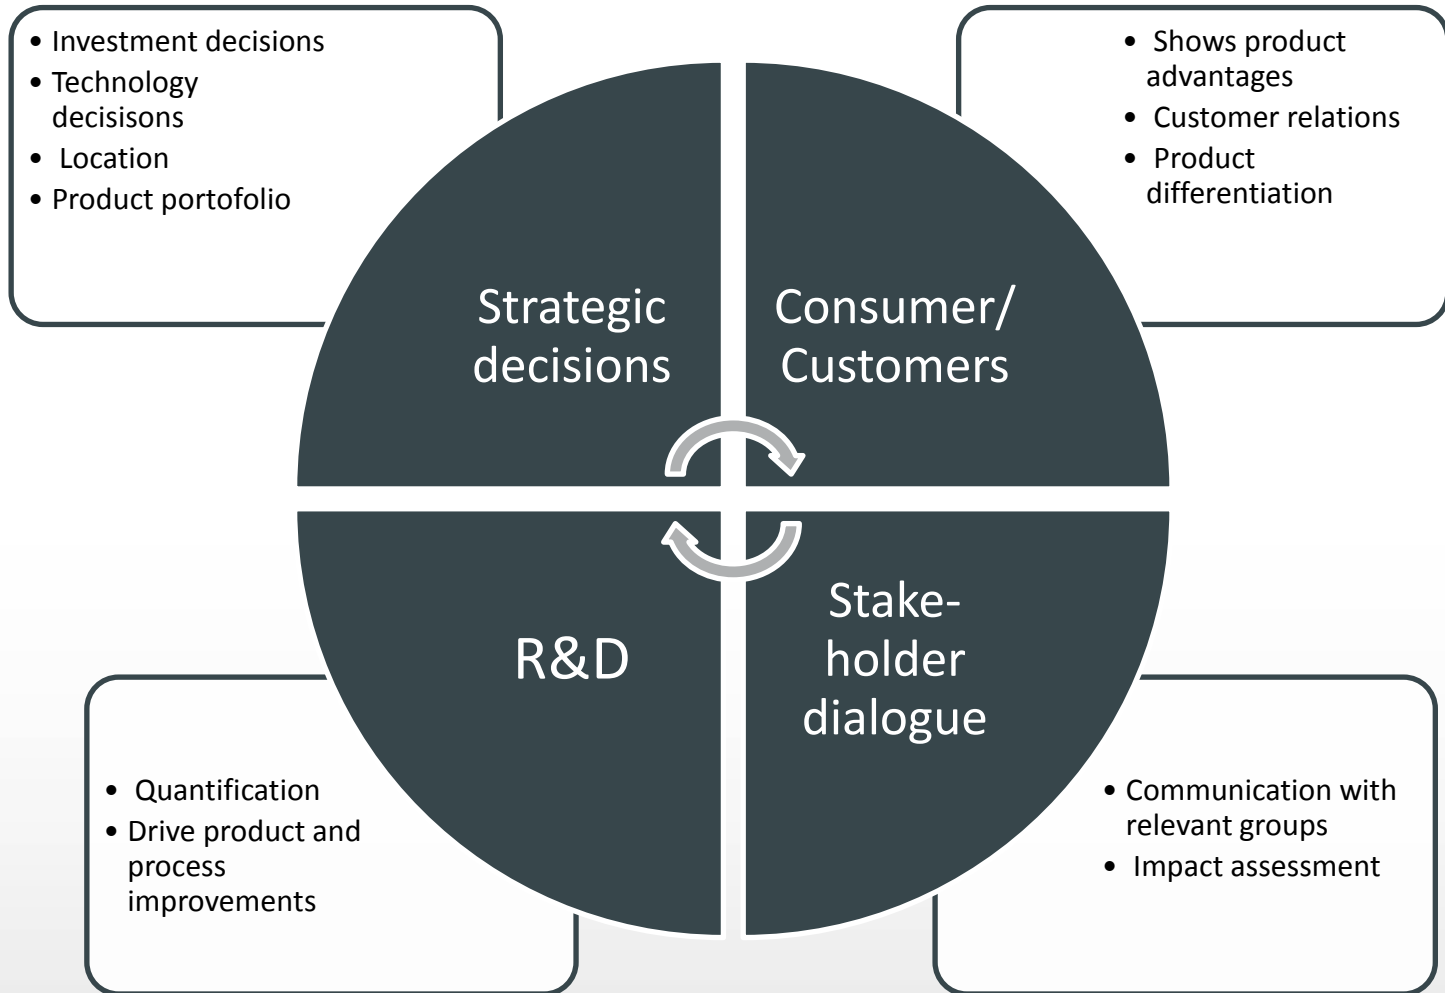 • Investment decisions
• Technology
decisisons
• Location
• Product portofolio
• Shows product
advantages
• Customer relations
• Product
differentiation
Strategic
decisions
Consumer/
Customers
R&D
Stake-
holder
dialogue
• Quantification
• Drive product and
process
improvements
• Communication with
relevant groups
• Impact assessment